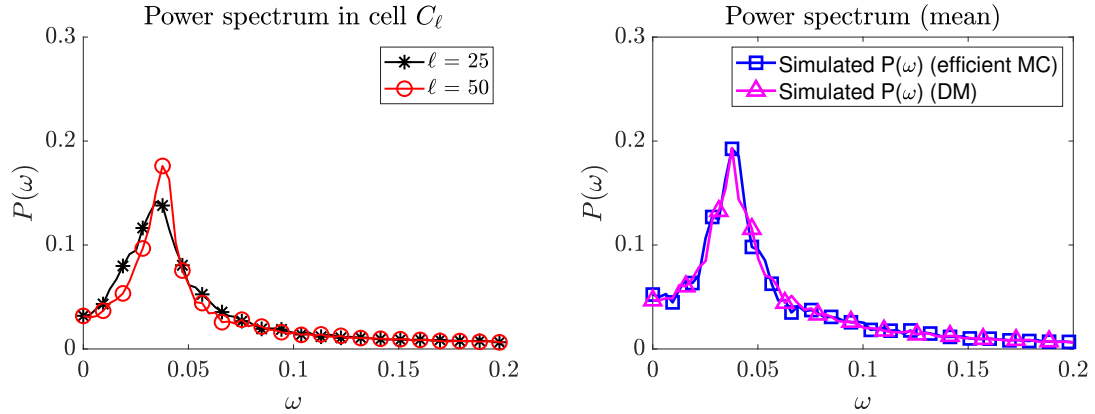 Power spectrum in cell $C_\ell$
0.3
0.2
0.1
0
P(ω)
ℓ = 25
ℓ = 50
0
0.05
0.1
0.15
0.2
ω
Power spectrum (mean)
0.3
0.2
0.1
0
P(ω)
Simulated P(ω) (efficient MC)
Simulated P(ω) (DM)
0
0.05
0.1
0.15
0.2
ω